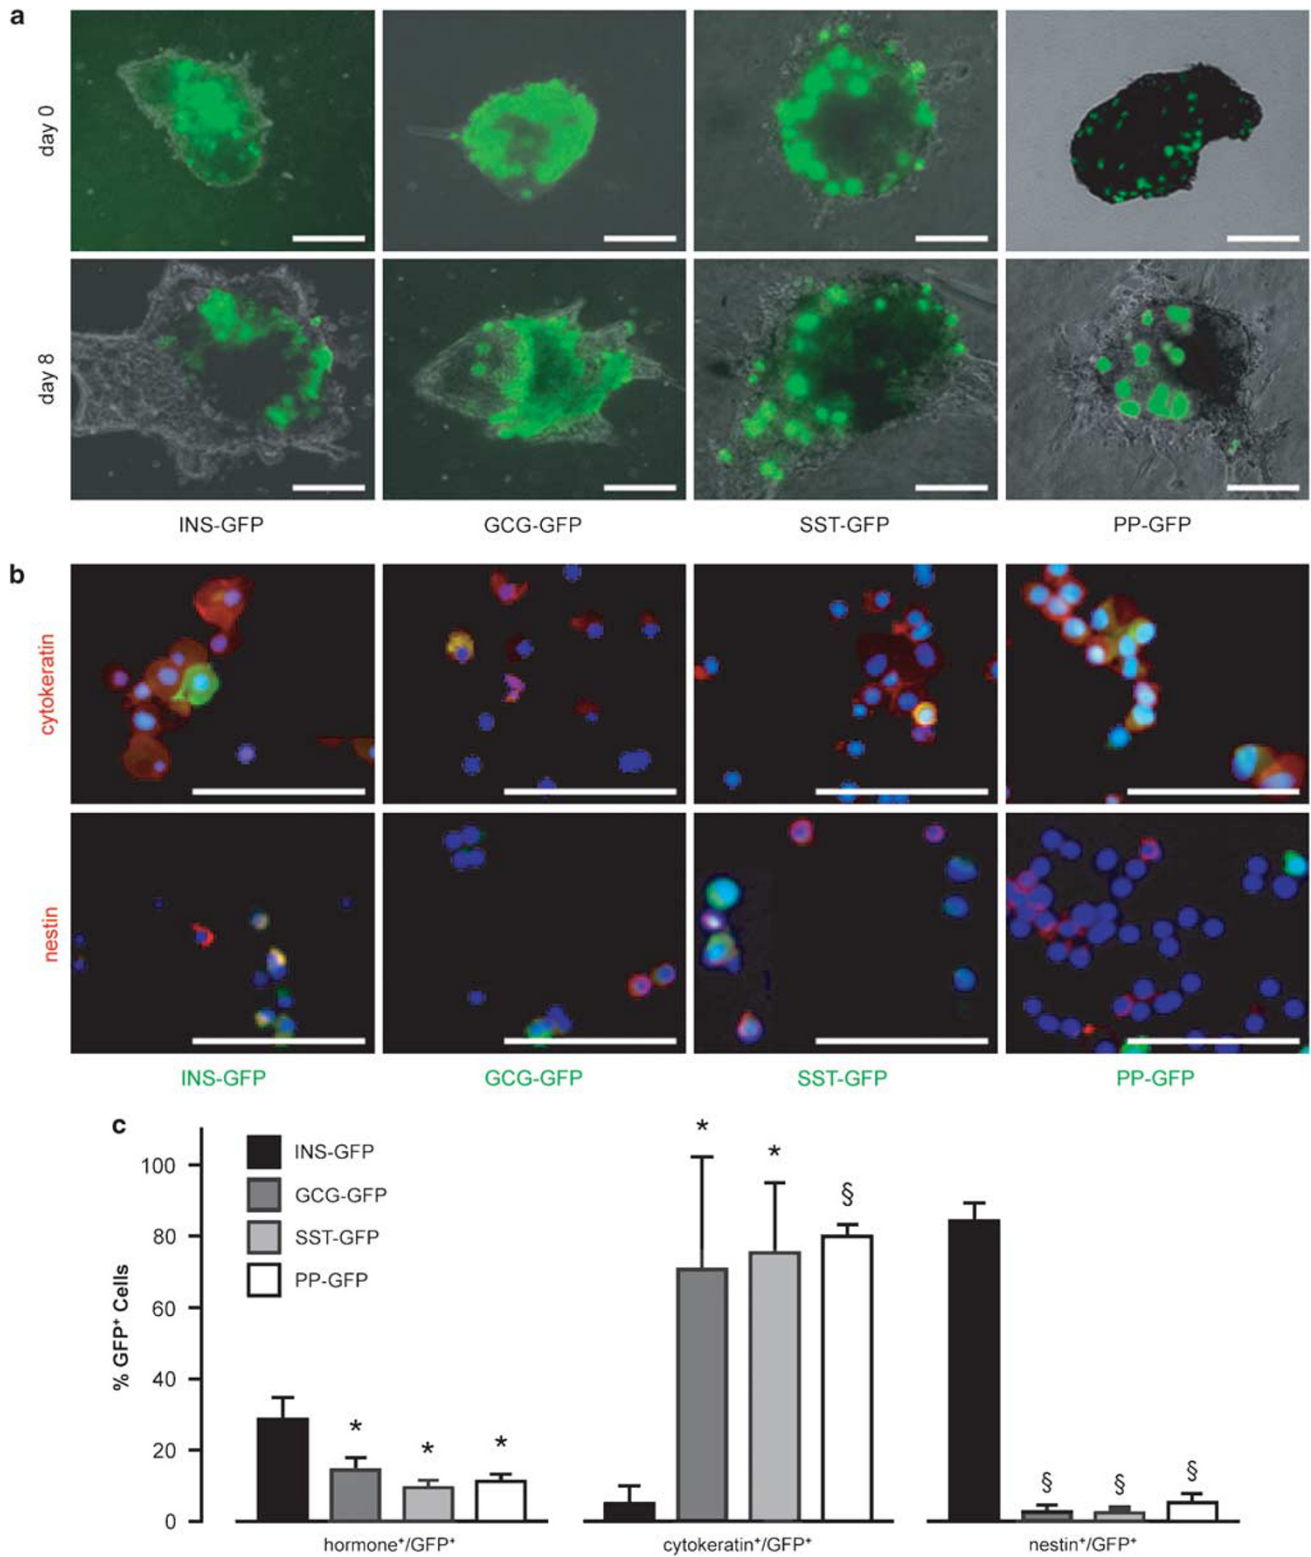 a
day 0
day 8
INS-GFP GCG-GFP SST-GFP PP-GFP
b
cytokeratin
nestin
INS-GFP GCG-GFP SST-GFP PP-GFP
c
% GFP⁺ Cells
100
80
60
40
20
0
INS-GFP
GCG-GFP
SST-GFP
PP-GFP
* * *
* * §
§ § §
hormone⁺/GFP⁺ cytokeratin⁺/GFP⁺ nestin⁺/GFP⁺